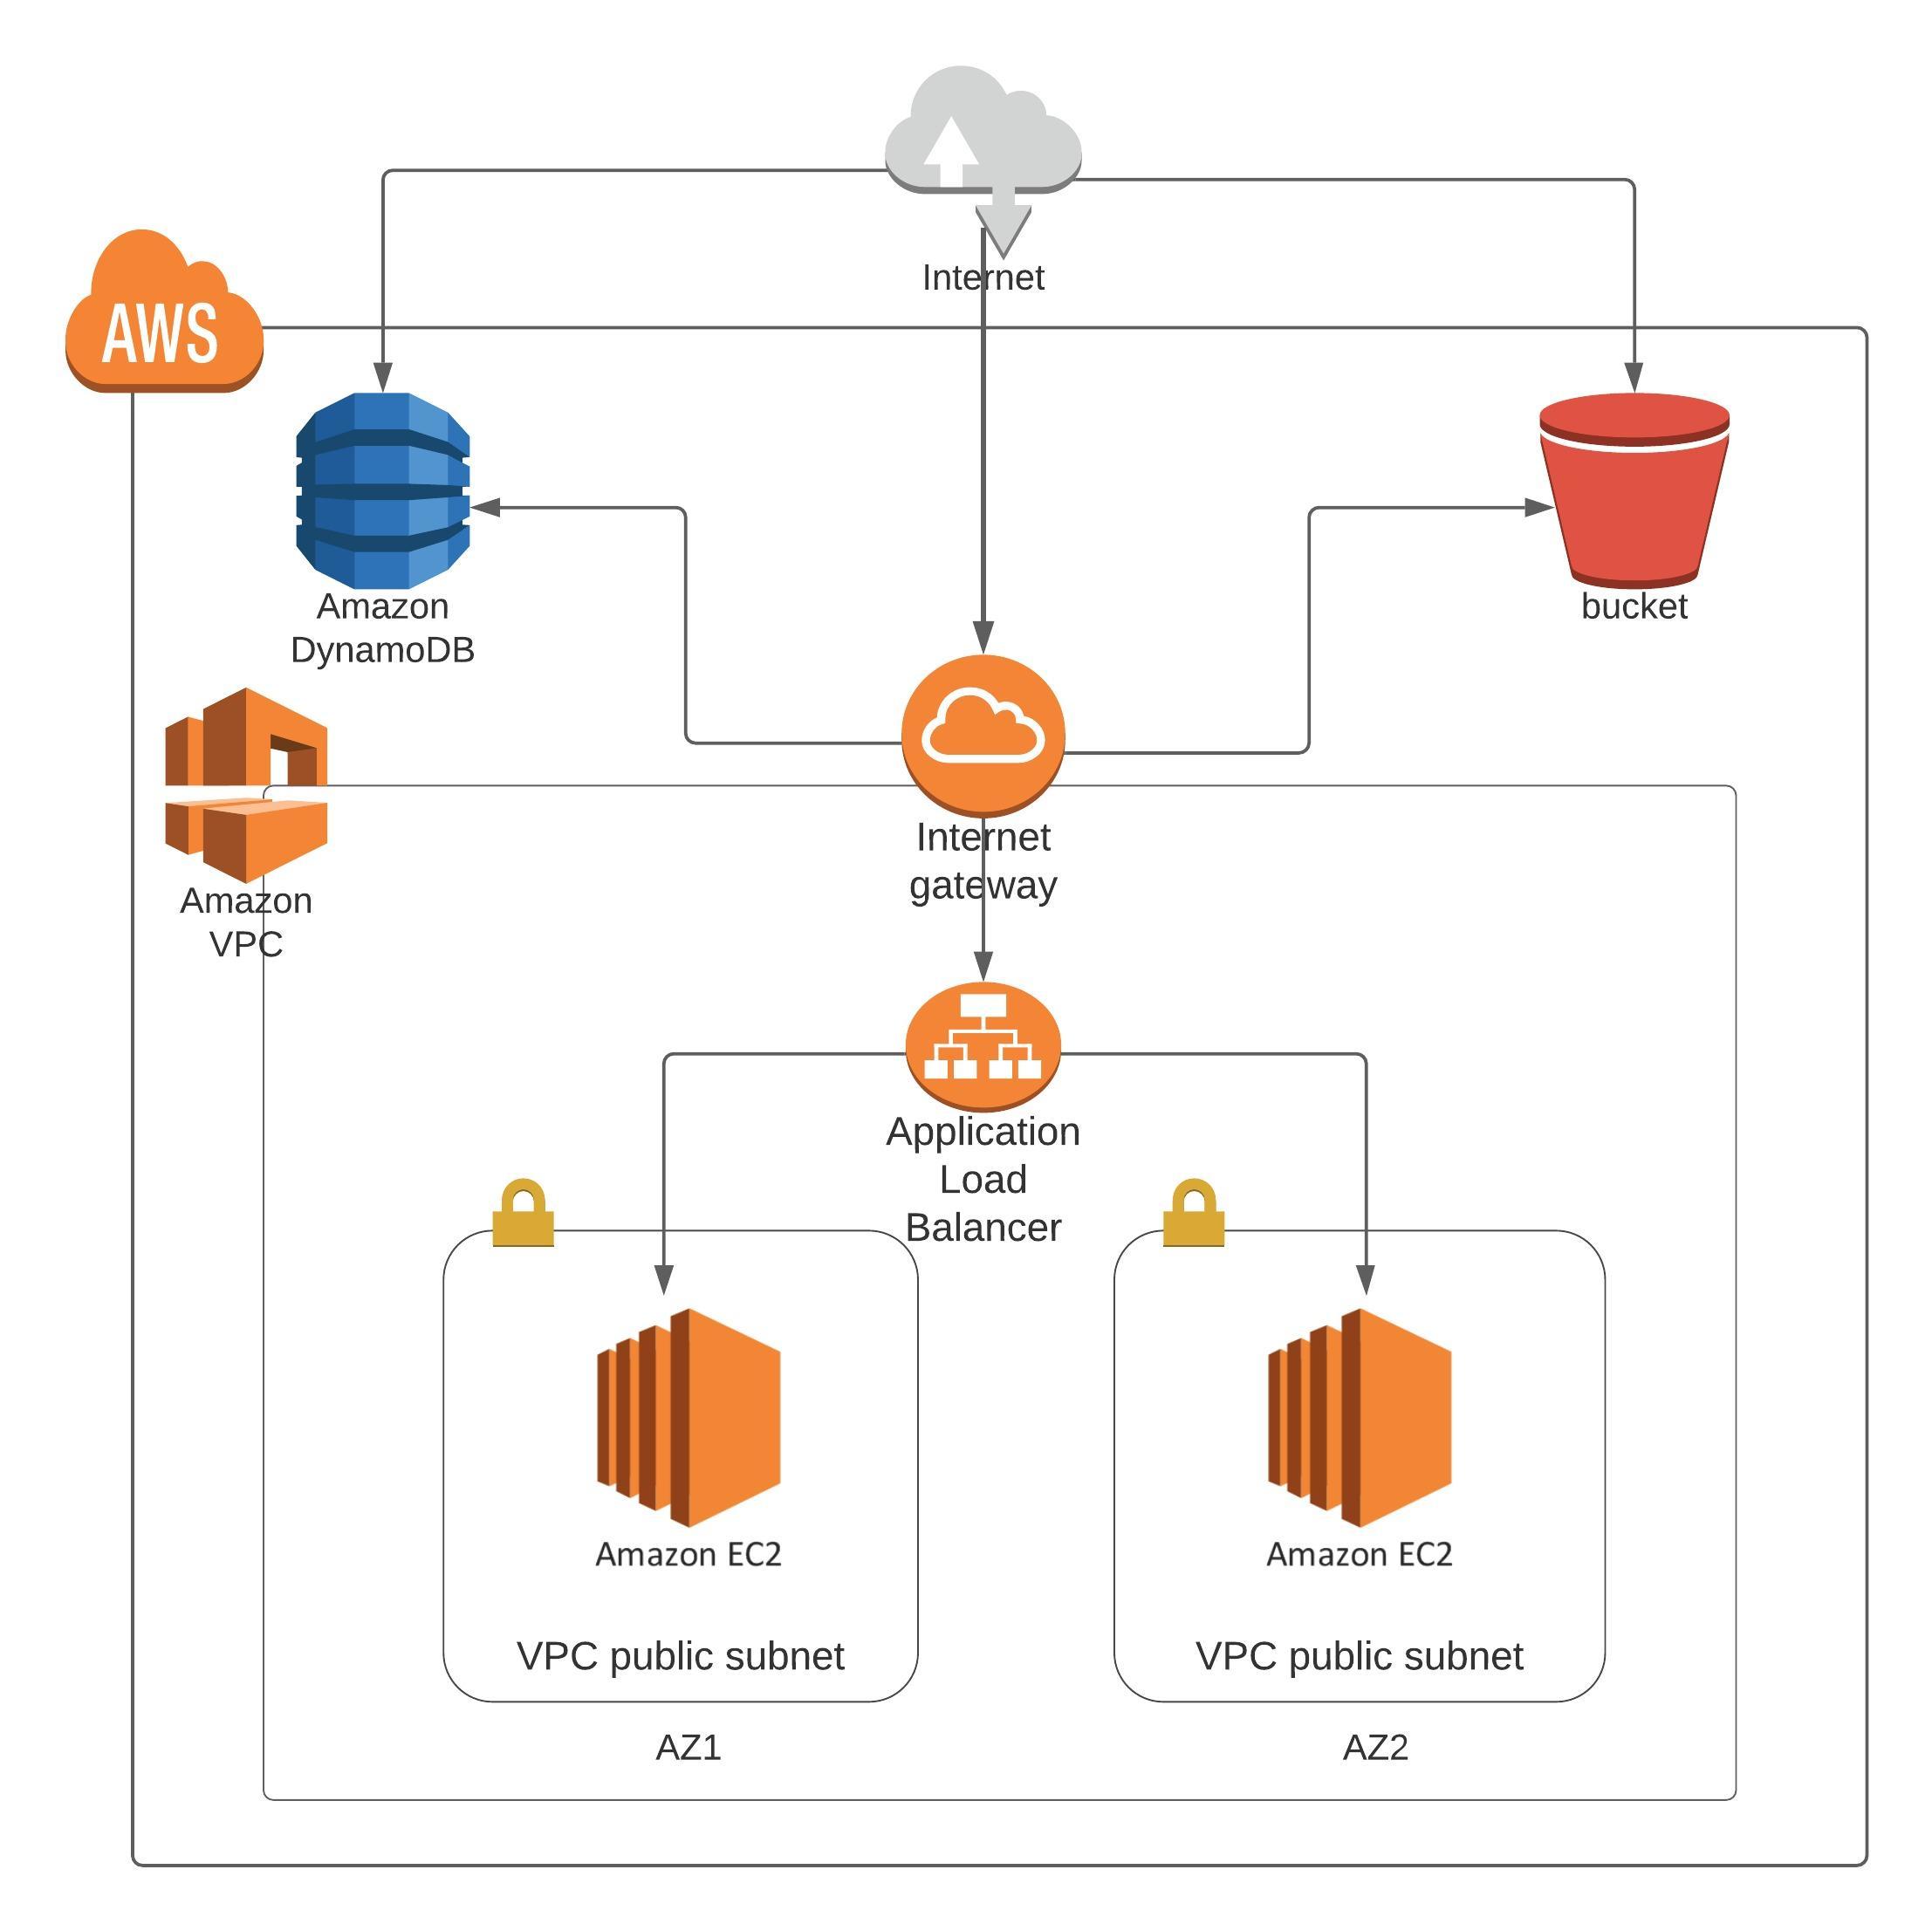 Internet
AWS
Amazon
DynamoDB
bucket
Internet
gateway
Amazon
VPC
Application
Load
Balancer
Amazon EC2
Amazon EC2
VPC public subnet
VPC public subnet
AZ1
AZ2